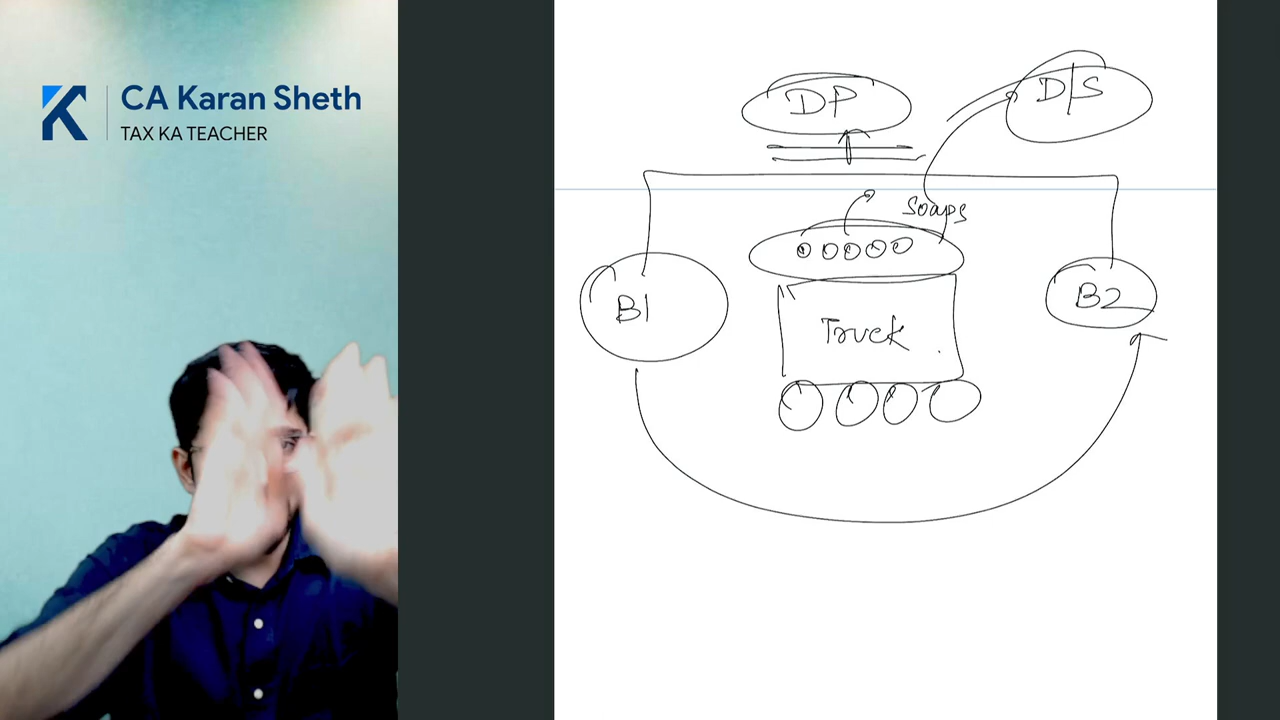 CA Karan Sheth
TAX KA TEACHER
DP
D/S
Soaps
B1
Truck
B2